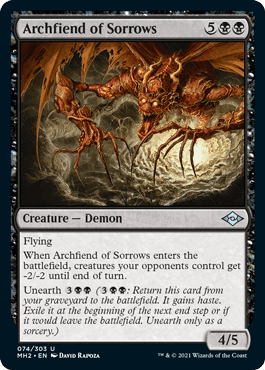 Archfiend of Sorrows 5
Creature — Demon
Flying
When Archfiend of Sorrows enters the
battlefield, creatures your opponents control get
-2/-2 until end of turn.
Unearth 3 (3: Return this card from
your graveyard to the battlefield. It gains haste.
Exile it at the beginning of the next end step or if
it would leave the battlefield. Unearth only as a
sorcery.)
4/5
074/303 U
MH2 • EN DAVID RAPOZA
™ & © 2021 Wizards of the Coast